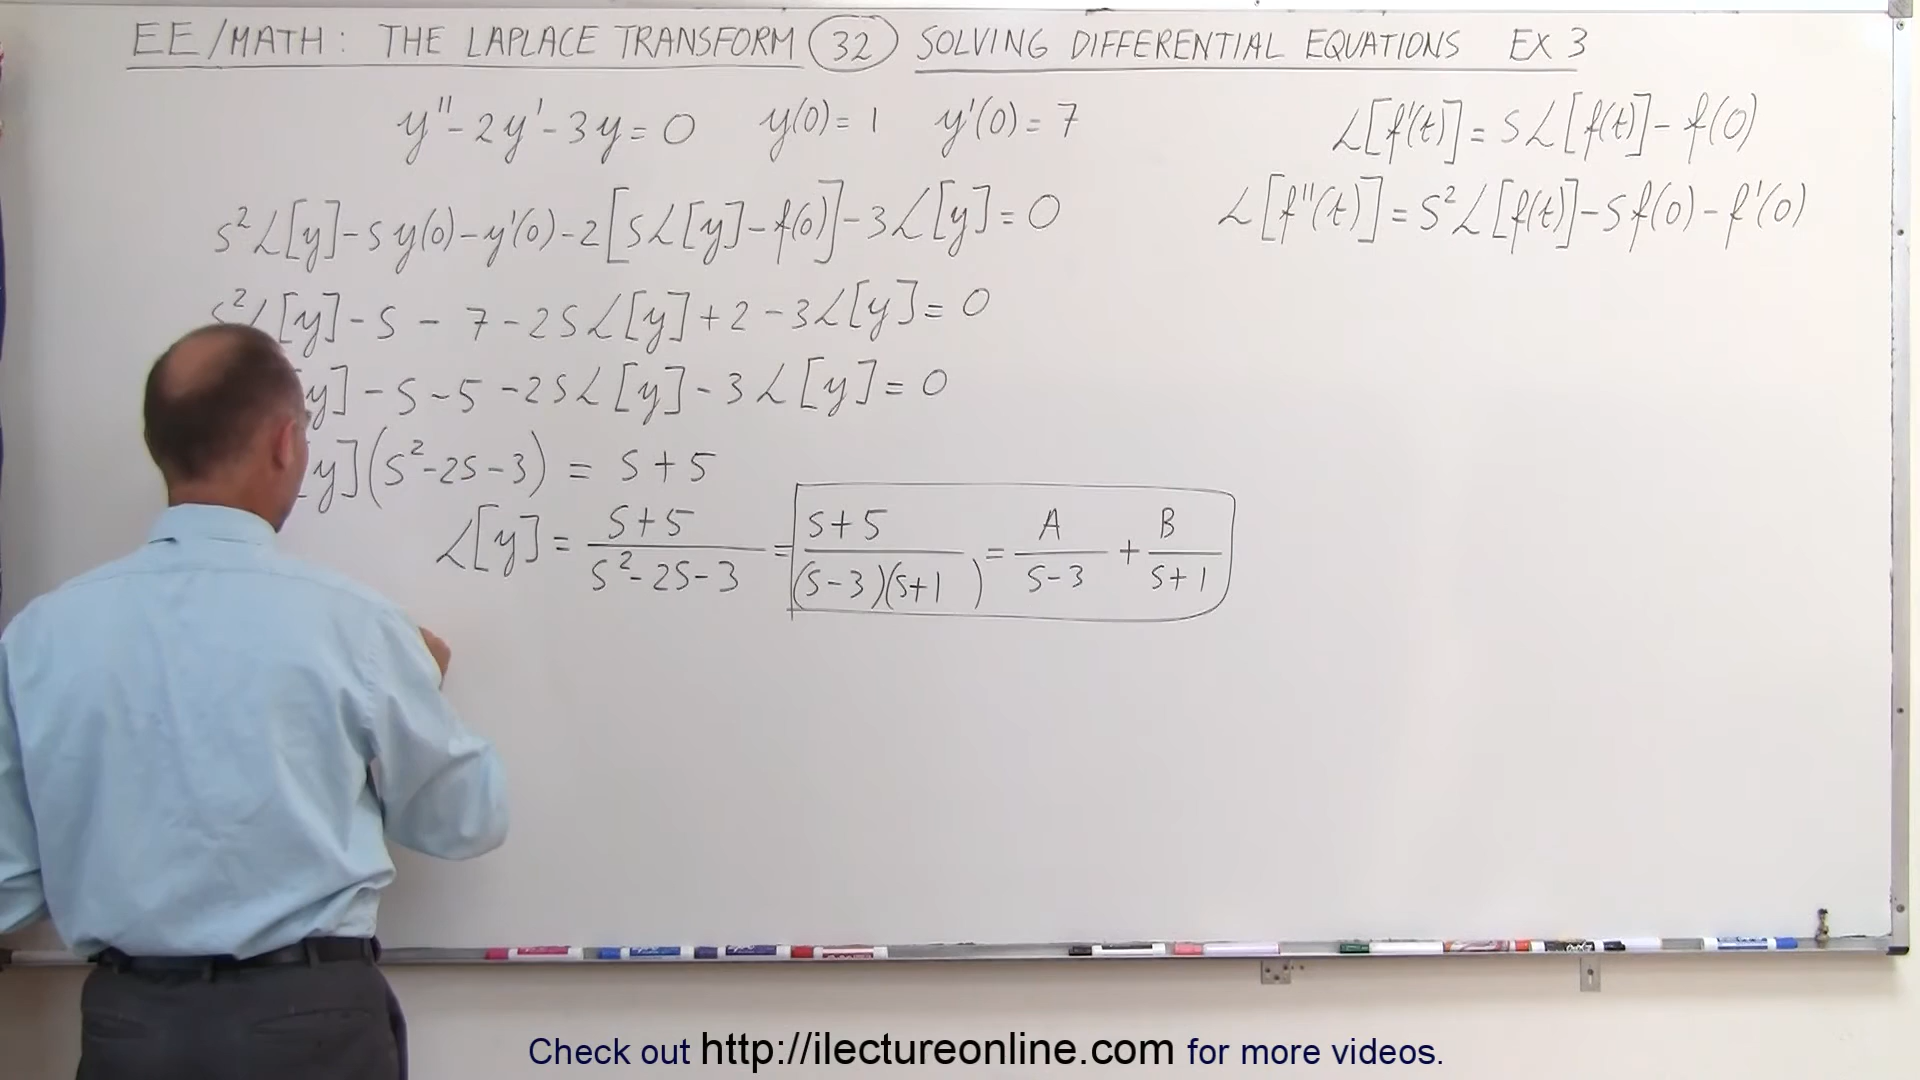 EE/MATH: THE LAPLACE TRANSFORM (32) SOLVING DIFFERENTIAL EQUATIONS EX 3
y'' - 2y' - 3y = 0 y(0) = 1 y'(0) = 7
ℒ[f'(t)] = Sℒ[f(t)] - f(0)
ℒ[f''(t)] = S²ℒ[f(t)] - Sf(0) - f'(0)
S²ℒ[y] - Sy(0) - y'(0) - 2[Sℒ[y] - f(0)] - 3ℒ[y] = 0
S²ℒ[y] - S - 7 - 2Sℒ[y] + 2 - 3ℒ[y] = 0
y] - S - 5 - 2Sℒ[y] - 3ℒ[y] = 0
[y](S² - 2S - 3) = S + 5
ℒ[y] = (S+5)/(S² - 2S - 3) = (S+5)/((S-3)(S+1)) = A/(S-3) + B/(S+1)
Check out http://ilectureonline.com for more videos.